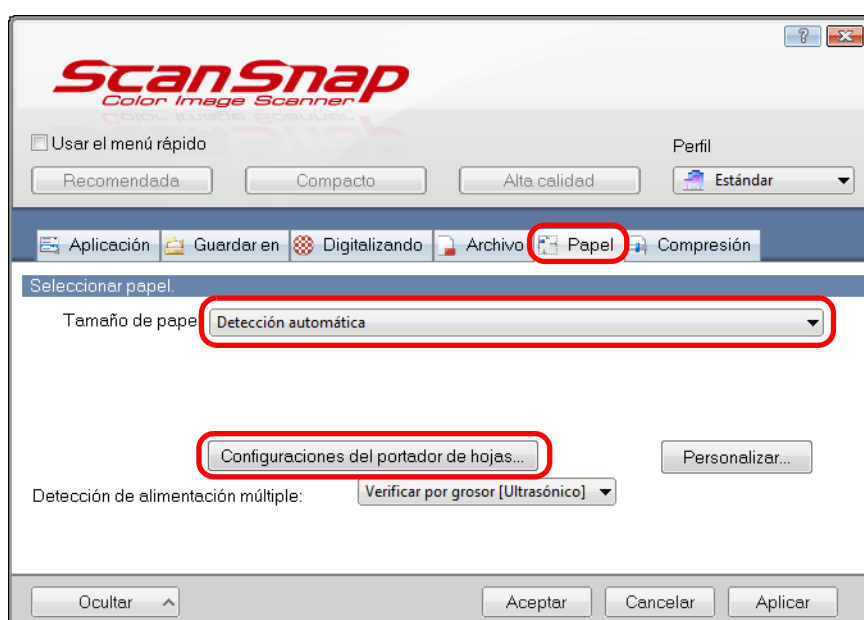 ScanSnap
Color Image Scanner
Usar el menú rápido
Perfil
Recomendada Compacto Alta calidad Estándar
Aplicación Guardar en Digitalizando Archivo Papel Compresión
Seleccionar papel.
Tamaño de pape Detección automática
Configuraciones del portador de hojas... Personalizar...
Detección de alimentación múltiple: Verificar por grosor [Ultrasónico]
Ocultar Aceptar Cancelar Aplicar